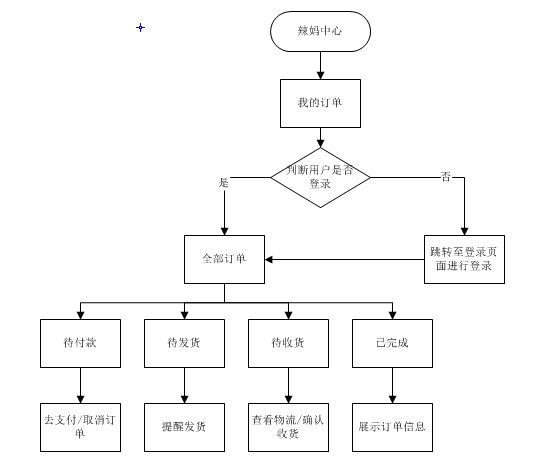 辣妈中心
我的订单
判断用户是否
登录
是
否
全部订单
跳转至登录页
面进行登录
待付款
待发货
待收货
已完成
去支付/取消订
单
提醒发货
查看物流/确认
收货
展示订单信息